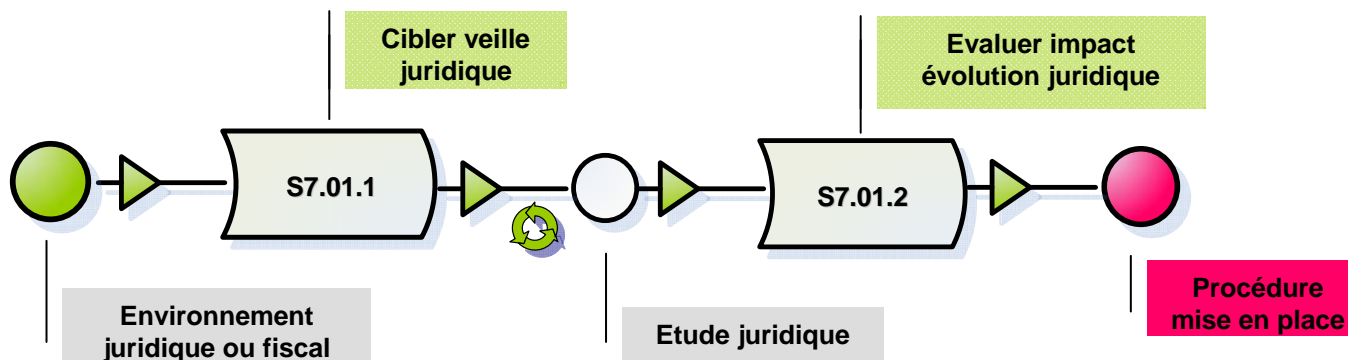 Cibler veille
juridique
Evaluer impact
évolution juridique
S7.01.1
S7.01.2
Environnement
juridique ou fiscal
Etude juridique
Procédure
mise en place